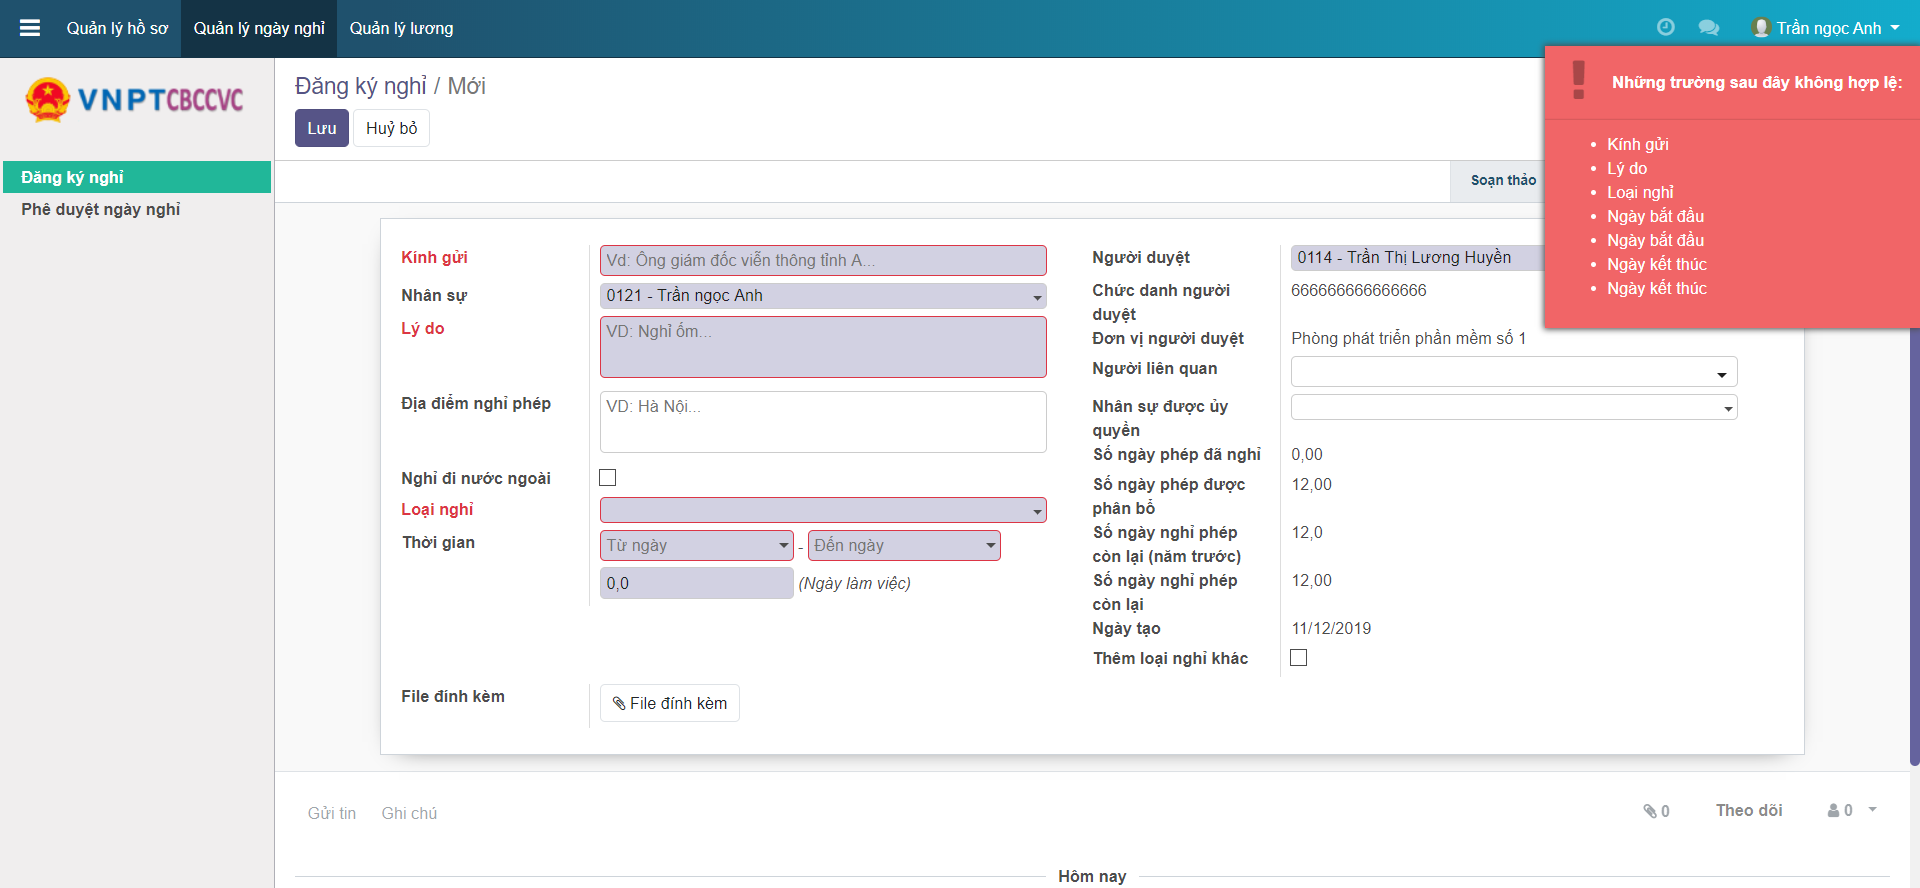 Quản lý hồ sơ
Quản lý ngày nghỉ
Quản lý lương
Trần ngọc Anh
VNPTCBCCVC
Đăng ký nghỉ
Phê duyệt ngày nghỉ
Đăng ký nghỉ / Mới
Lưu
Huỷ bỏ
Soạn thảo
Những trường sau đây không hợp lệ:
Kính gửi
Lý do
Loại nghỉ
Ngày bắt đầu
Ngày bắt đầu
Ngày kết thúc
Ngày kết thúc
Kính gửi
Vd: Ông giám đốc viễn thông tỉnh A...
Nhân sự
0121 - Trần ngọc Anh
Lý do
VD: Nghỉ ốm...
Địa điểm nghỉ phép
VD: Hà Nội...
Nghỉ đi nước ngoài
Loại nghỉ
Thời gian
Từ ngày
-
Đến ngày
0,0
(Ngày làm việc)
Người duyệt
0114 - Trần Thị Lương Huyền
Chức danh người
duyệt
666666666666666
Đơn vị người duyệt
Phòng phát triển phần mềm số 1
Người liên quan
Nhân sự được ủy
quyền
Số ngày phép đã nghỉ
0,00
Số ngày phép được
phân bổ
12,00
Số ngày nghỉ phép
còn lại (năm trước)
12,0
Số ngày nghỉ phép
còn lại
12,00
Ngày tạo
11/12/2019
Thêm loại nghỉ khác
File đính kèm
File đính kèm
Gửi tin
Ghi chú
0
Theo dõi
0
Hôm nay